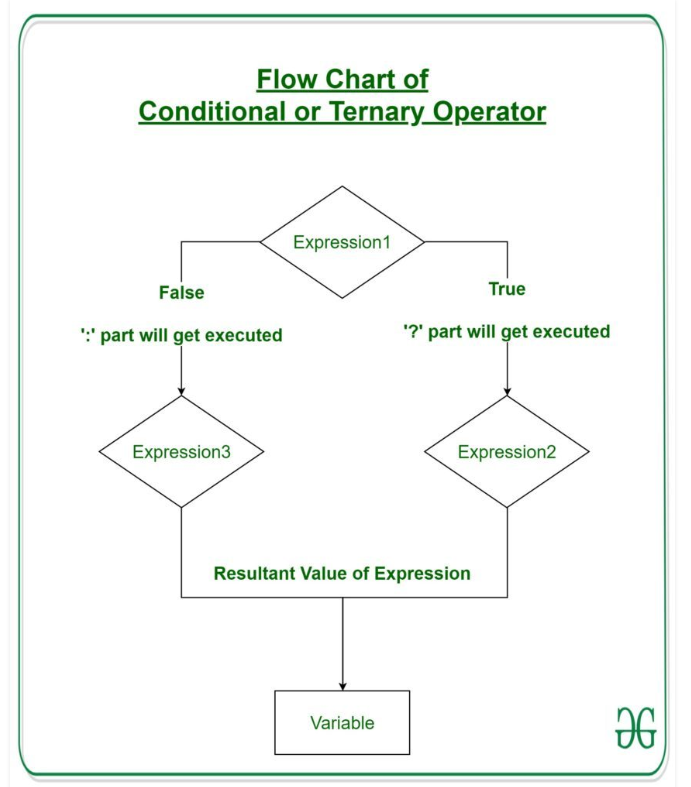 Flow Chart of
Conditional or Ternary Operator
Expression1
False
True
':' part will get executed
'?' part will get executed
Expression3
Expression2
Resultant Value of Expression
Variable